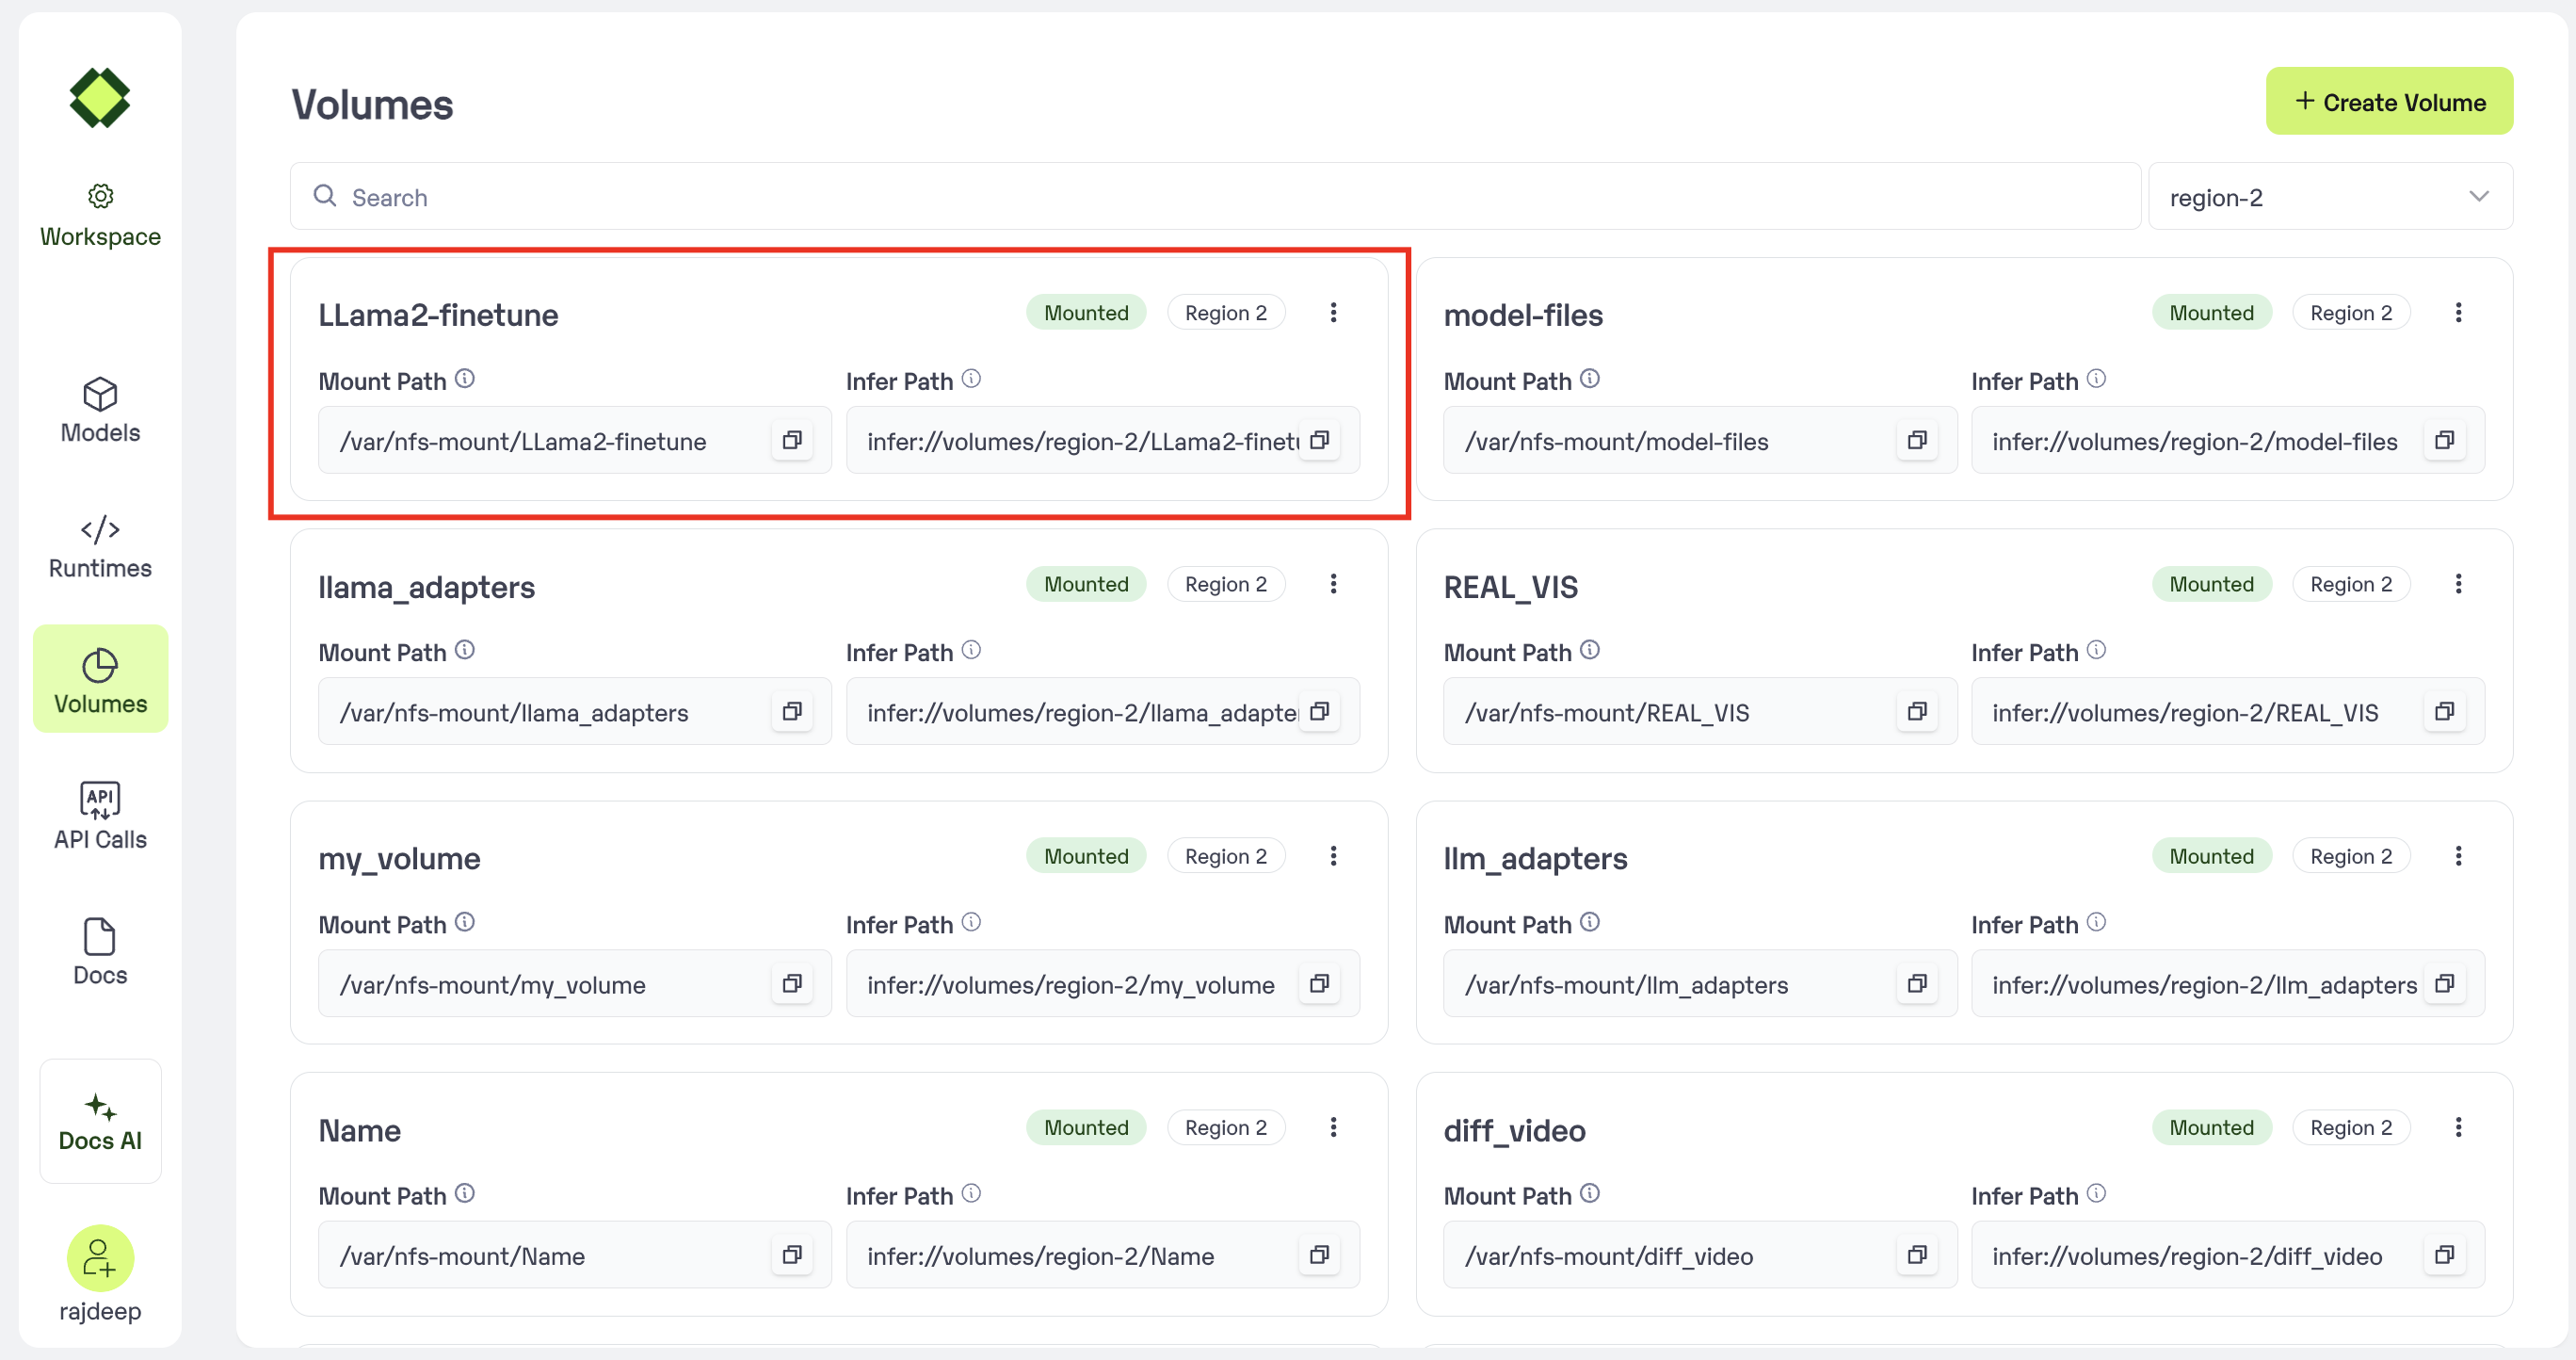 Workspace
Models
Runtimes
Volumes
API
API Calls
Docs
Docs AI
rajdeep
Volumes
+ Create Volume
Search
region-2
LLama2-finetune
Mounted
Region 2
Mount Path
Infer Path
/var/nfs-mount/LLama2-finetune
infer://volumes/region-2/LLama2-finetu
model-files
Mounted
Region 2
Mount Path
Infer Path
/var/nfs-mount/model-files
infer://volumes/region-2/model-files
llama_adapters
Mounted
Region 2
Mount Path
Infer Path
/var/nfs-mount/llama_adapters
infer://volumes/region-2/llama_adapter
REAL_VIS
Mounted
Region 2
Mount Path
Infer Path
/var/nfs-mount/REAL_VIS
infer://volumes/region-2/REAL_VIS
my_volume
Mounted
Region 2
Mount Path
Infer Path
/var/nfs-mount/my_volume
infer://volumes/region-2/my_volume
llm_adapters
Mounted
Region 2
Mount Path
Infer Path
/var/nfs-mount/llm_adapters
infer://volumes/region-2/llm_adapters
Name
Mounted
Region 2
Mount Path
Infer Path
/var/nfs-mount/Name
infer://volumes/region-2/Name
diff_video
Mounted
Region 2
Mount Path
Infer Path
/var/nfs-mount/diff_video
infer://volumes/region-2/diff_video